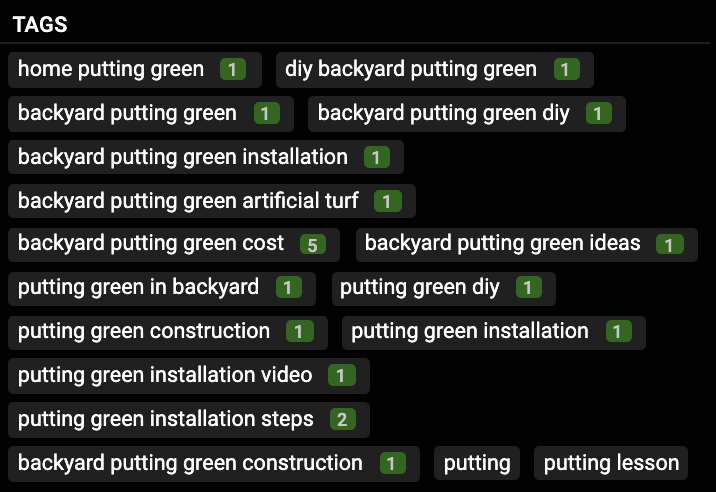 TAGS
home putting green 1 diy backyard putting green 1
backyard putting green 1 backyard putting green diy 1
backyard putting green installation 1
backyard putting green artificial turf 1
backyard putting green cost 5 backyard putting green ideas 1
putting green in backyard 1 putting green diy 1
putting green construction 1 putting green installation 1
putting green installation video 1
putting green installation steps 2
backyard putting green construction 1 putting putting lesson